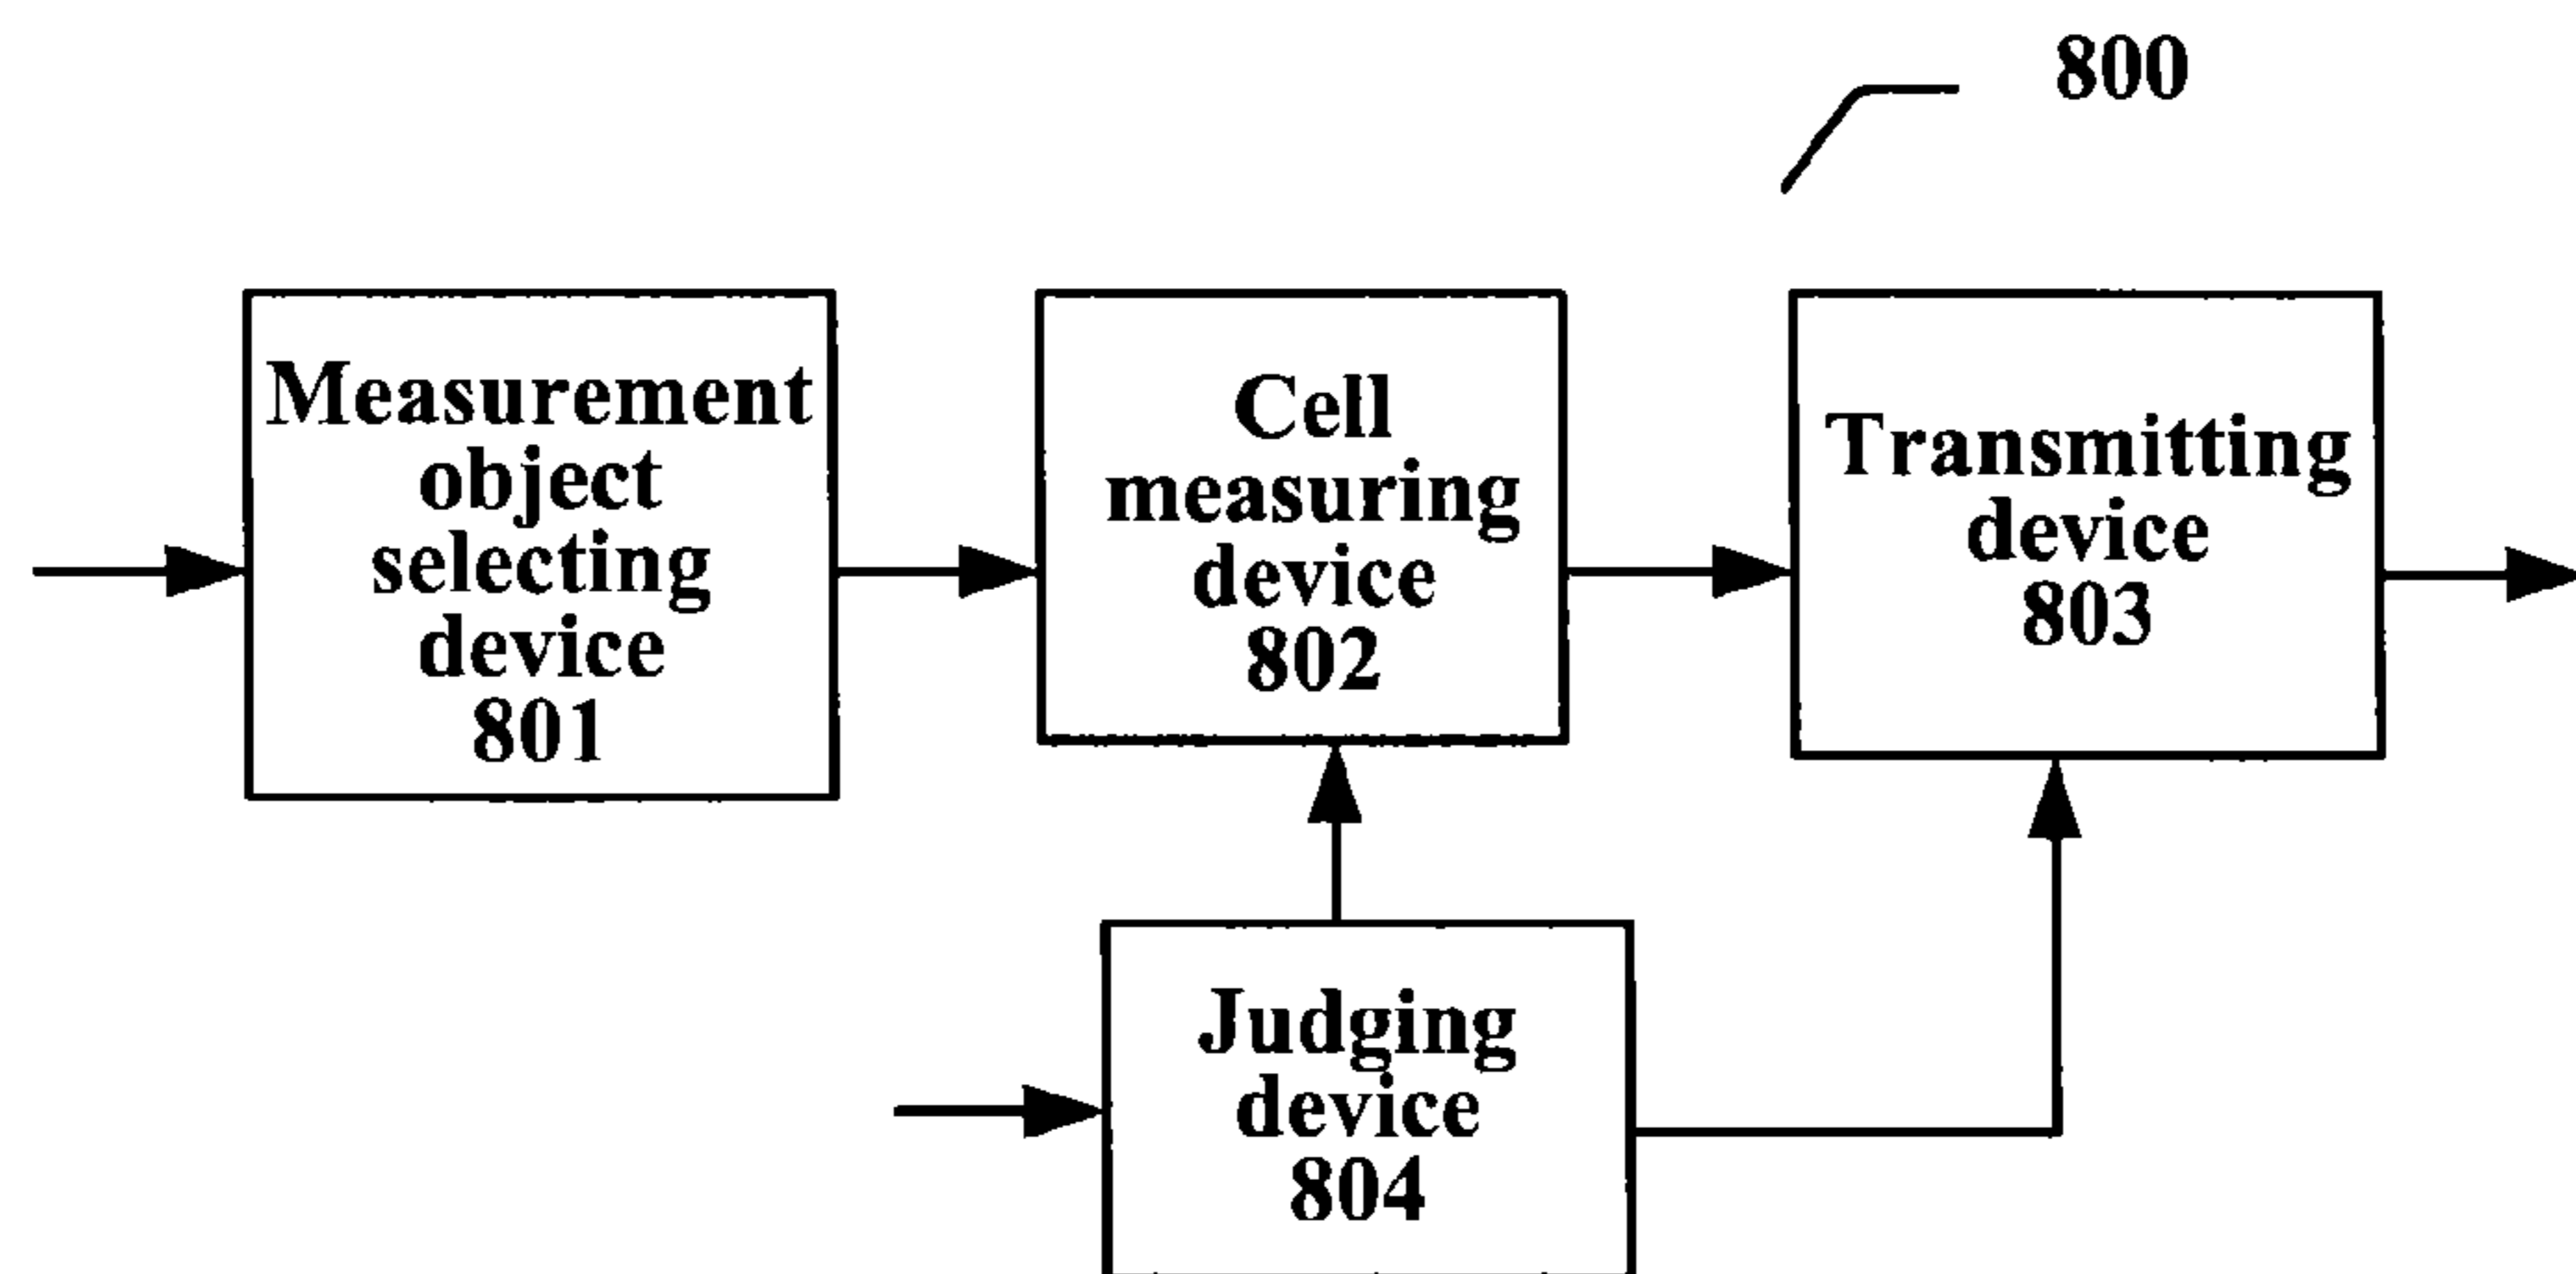 800
Measurement
object
selecting
device
801
Cell
measuring
device
802
Transmitting
device
803
Judging
device
804